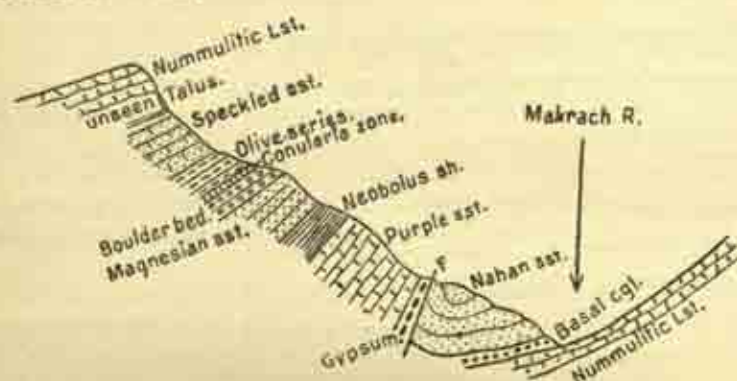 Nummulitic Lst.
Talus.
unseen
Speckled sst.
Olive series.
Conularia zone.
Makrach R.
Neobolus sh.
Boulder bed.
Magnesian sst.
Purple sst.
F
Nahan sst.
Basal cgl.
Gypsum.
Nummulitic Lst.